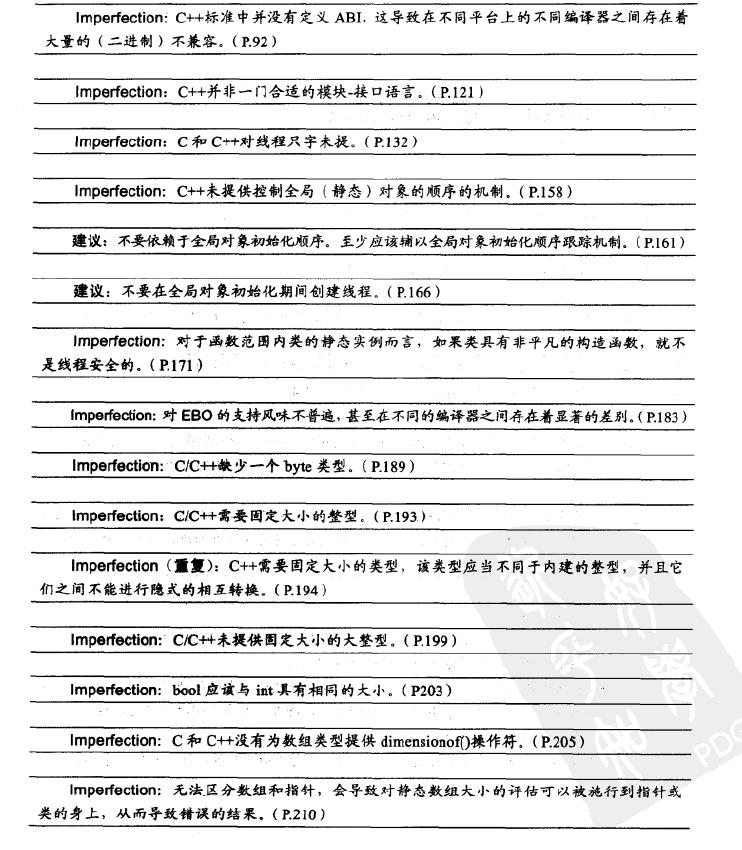 Imperfection: C++标准中并没有定义 ABI，这导致在不同平台上的不同编译器之间存在着
大量的（二进制）不兼容。（P.92）
Imperfection: C++并非一门合适的模块-接口语言。（P.121）
Imperfection: C 和 C++对线程只字未提。（P.132）
Imperfection: C++未提供控制全局（静态）对象的顺序的机制。（P.158）
建议：不要依赖于全局对象初始化顺序。至少应该辅以全局对象初始化顺序跟踪机制。（P.161）
建议：不要在全局对象初始化期间创建线程。（P.166）
Imperfection: 对于函数范围内类的静态实例而言，如果类具有非平凡的构造函数，就不
是线程安全的。（P.171）
Imperfection: 对 EBO 的支持风味不普遍，甚至在不同的编译器之间存在着显著的差别。（P.183）
Imperfection: C/C++缺少一个 byte 类型。（P.189）
Imperfection: C/C++需要固定大小的整型。（P.193）
Imperfection（重复）：C++需要固定大小的类型，该类型应当不同于内建的整型，并且它
们之间不能进行隐式的相互转换。（P.194）
Imperfection: C/C++未提供固定大小的大整型。（P.199）
Imperfection: bool 应该与 int 具有相同的大小。（P203）
Imperfection: C 和 C++没有为数组类型提供 dimensionof()操作符。（P.205）
Imperfection: 无法区分数组和指针，会导致对静态数组大小的评估可以被施行到指针或
类的身上，从而导致错误的结果。（P.210）
PDG